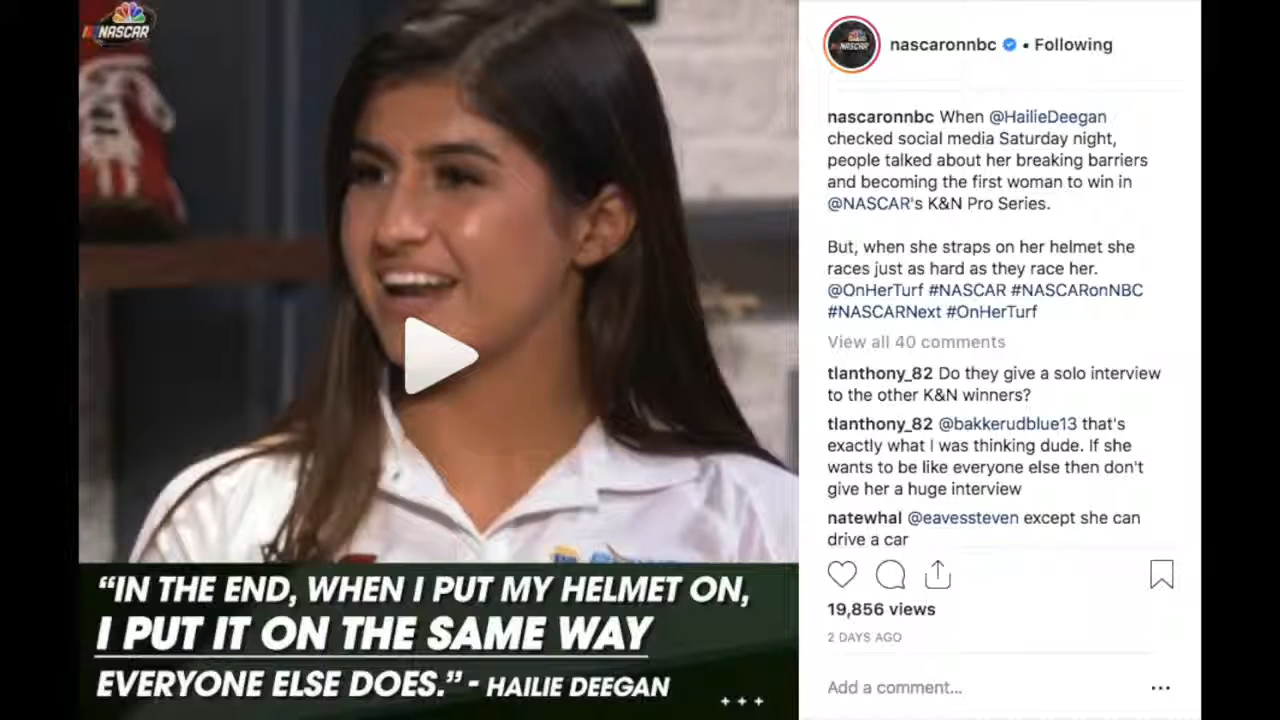 NASCAR
"IN THE END, WHEN I PUT MY HELMET ON,
I PUT IT ON THE SAME WAY
EVERYONE ELSE DOES." - HAILIE DEEGAN
nascaronnbc • Following
nascaronnbc When @HailieDeegan
checked social media Saturday night,
people talked about her breaking barriers
and becoming the first woman to win in
@NASCAR's K&N Pro Series.
But, when she straps on her helmet she
races just as hard as they race her.
@OnHerTurf #NASCAR #NASCARonNBC
#NASCARNext #OnHerTurf
View all 40 comments
tlanthony_82 Do they give a solo interview
to the other K&N winners?
tlanthony_82 @bakkerudblue13 that's
exactly what I was thinking dude. If she
wants to be like everyone else then don't
give her a huge interview
natewhal @eavessteven except she can
drive a car
19,856 views
2 DAYS AGO
Add a comment...